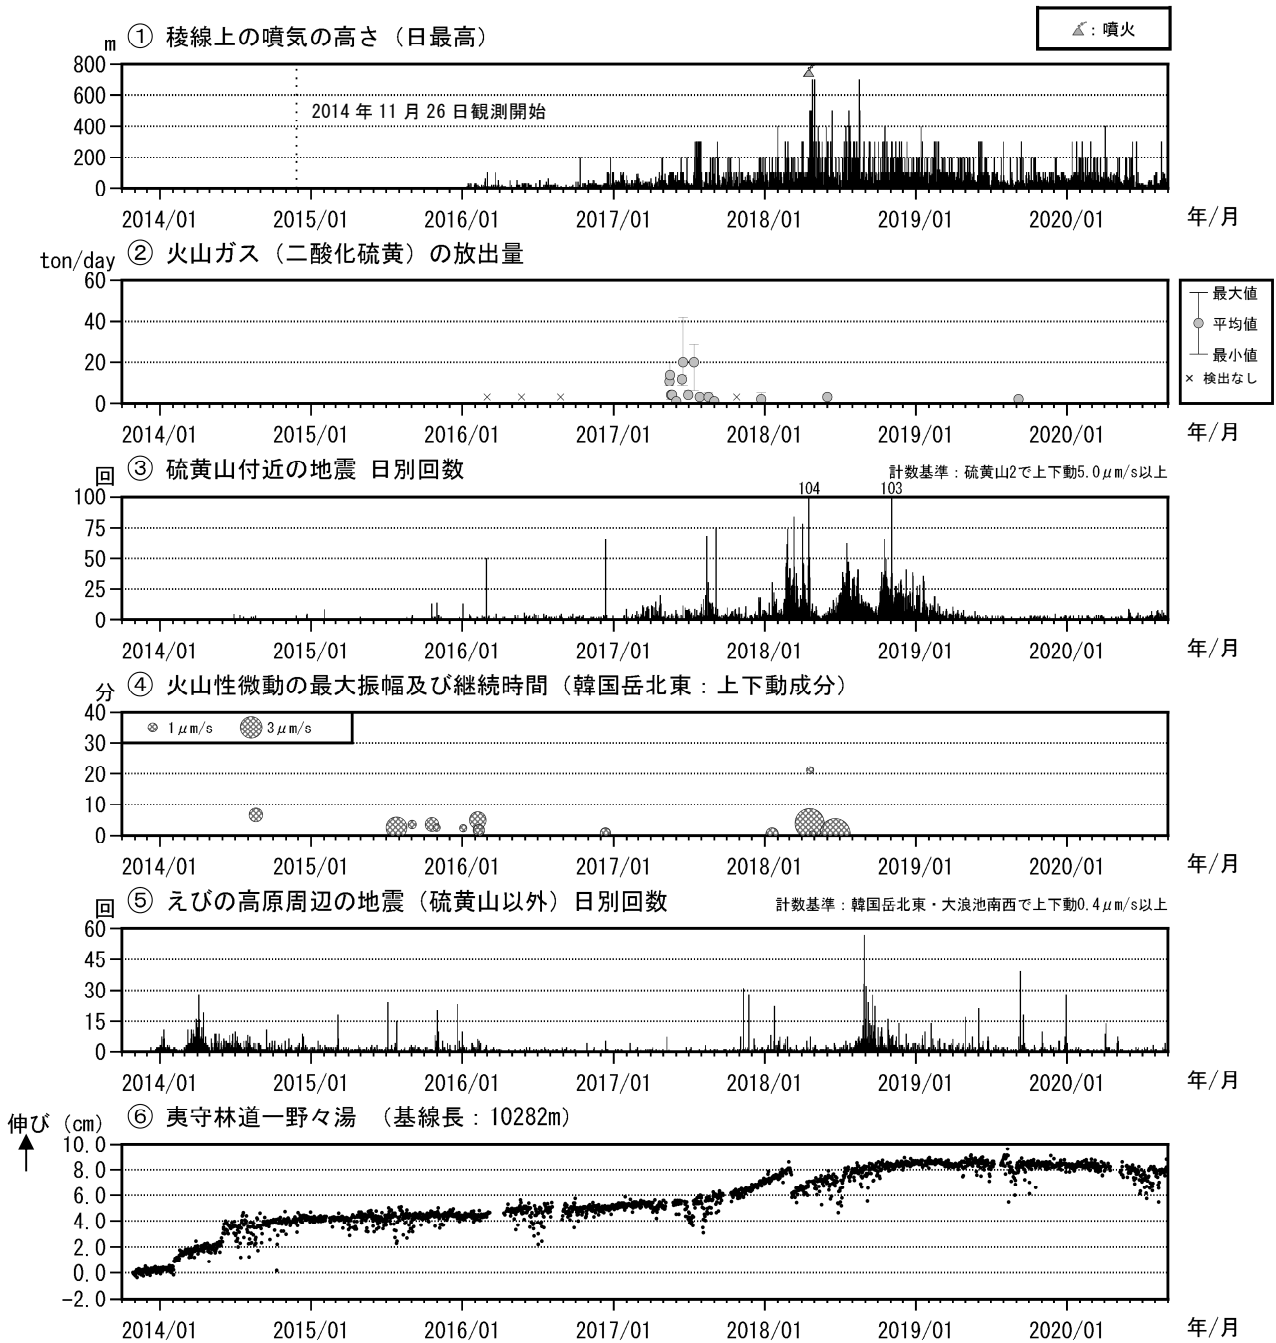 ① 稜線上の噴気の高さ（日最高）
：噴火
m
800
600
400
200
0
2014 年 11 月 26 日観測開始
2014/01 2015/01 2016/01 2017/01 2018/01 2019/01 2020/01 年/月
② 火山ガス（二酸化硫黄）の放出量
ton/day
60
40
20
0
最大値
平均値
最小値
× 検出なし
2014/01 2015/01 2016/01 2017/01 2018/01 2019/01 2020/01 年/月
③ 硫黄山付近の地震 日別回数
計数基準：硫黄山2で上下動5.0μm/s以上
回
104 103
100
75
50
25
0
2014/01 2015/01 2016/01 2017/01 2018/01 2019/01 2020/01 年/月
④ 火山性微動の最大振幅及び継続時間（韓国岳北東：上下動成分）
分
40
30
20
10
0
1μm/s 3μm/s
2014/01 2015/01 2016/01 2017/01 2018/01 2019/01 2020/01 年/月
⑤ えびの高原周辺の地震（硫黄山以外）日別回数
計数基準：韓国岳北東・大浪池南西で上下動0.4μm/s以上
回
60
45
30
15
0
2014/01 2015/01 2016/01 2017/01 2018/01 2019/01 2020/01 年/月
⑥ 夷守林道－野々湯 （基線長：10282m）
伸び（cm）
10.0
8.0
6.0
4.0
2.0
0.0
-2.0
2014/01 2015/01 2016/01 2017/01 2018/01 2019/01 2020/01 年/月